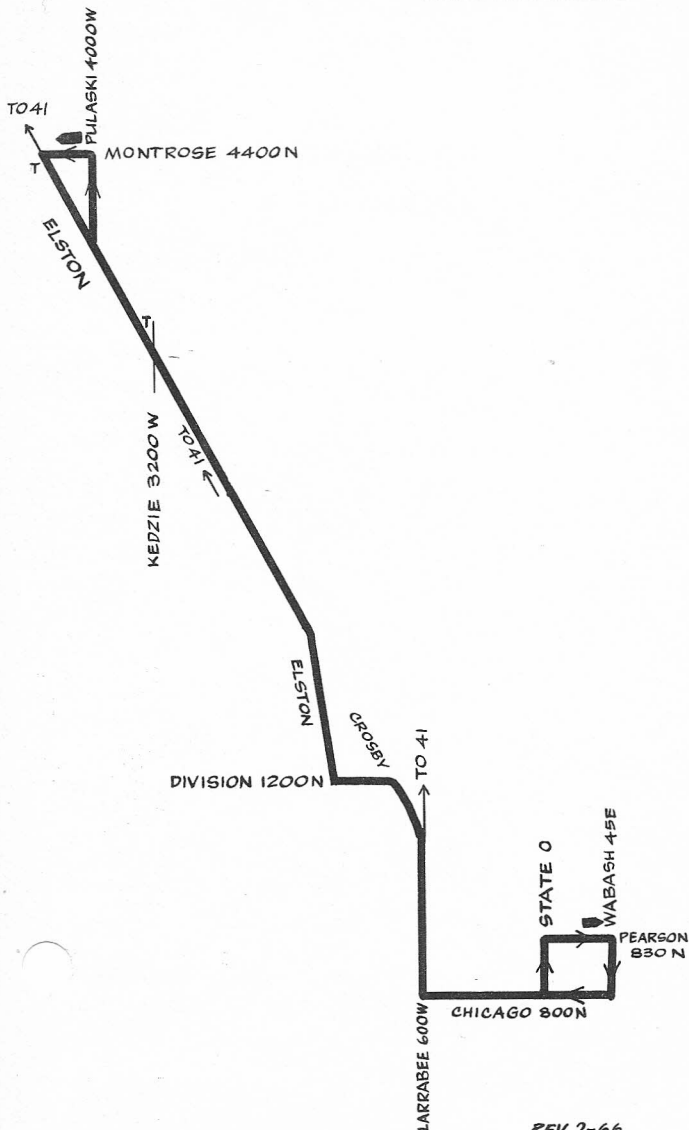 PULASKI 4000W
TO 41
MONTROSE 4400N
T
ELSTON
T
KEDZIE 3200 W
TO 41
ELSTON
CROSBY
TO 41
DIVISION 1200N
STATE 0
WABASH 45E
PEARSON
830 N
CHICAGO 800N
LARRABEE 600W
REV 2-66